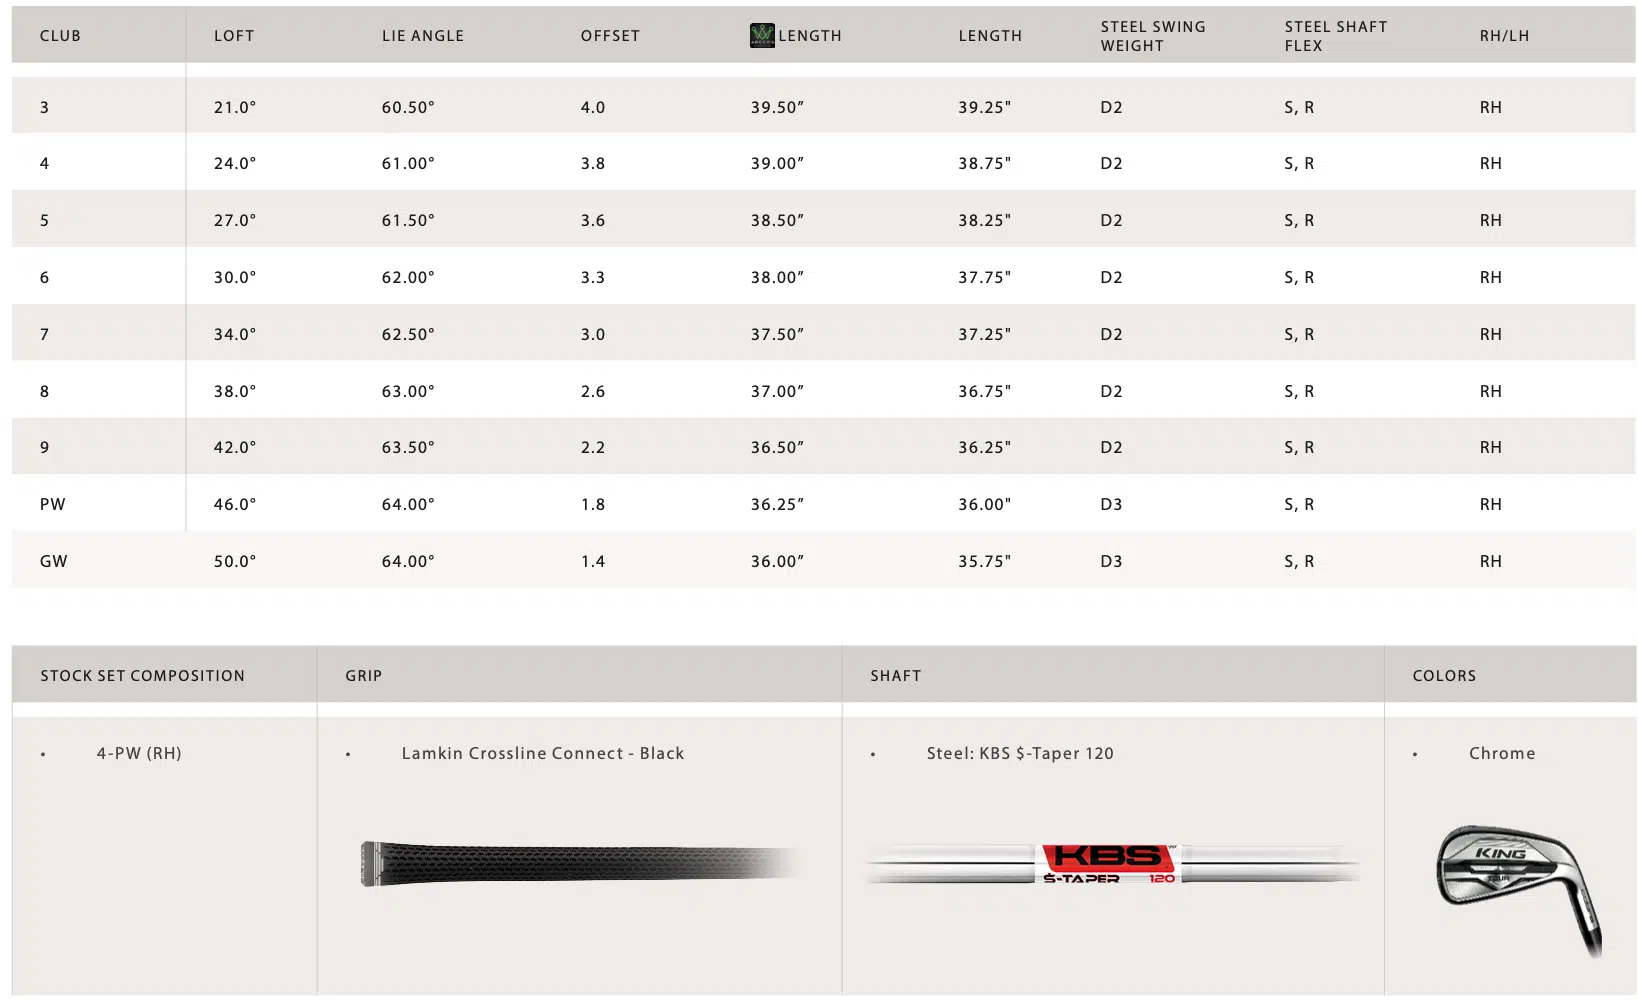 CLUB LOFT LIE ANGLE OFFSET LENGTH LENGTH STEEL SWING WEIGHT STEEL SHAFT FLEX RH/LH
3 21.0° 60.50° 4.0 39.50” 39.25" D2 S, R RH
4 24.0° 61.00° 3.8 39.00” 38.75" D2 S, R RH
5 27.0° 61.50° 3.6 38.50” 38.25" D2 S, R RH
6 30.0° 62.00° 3.3 38.00” 37.75" D2 S, R RH
7 34.0° 62.50° 3.0 37.50” 37.25" D2 S, R RH
8 38.0° 63.00° 2.6 37.00” 36.75" D2 S, R RH
9 42.0° 63.50° 2.2 36.50” 36.25" D2 S, R RH
PW 46.0° 64.00° 1.8 36.25” 36.00" D3 S, R RH
GW 50.0° 64.00° 1.4 36.00” 35.75" D3 S, R RH
STOCK SET COMPOSITION GRIP SHAFT COLORS
• 4-PW (RH) • Lamkin Crossline Connect - Black • Steel: KBS $-Taper 120 • Chrome
KBS
$-TAPER 120
KING
TOUR